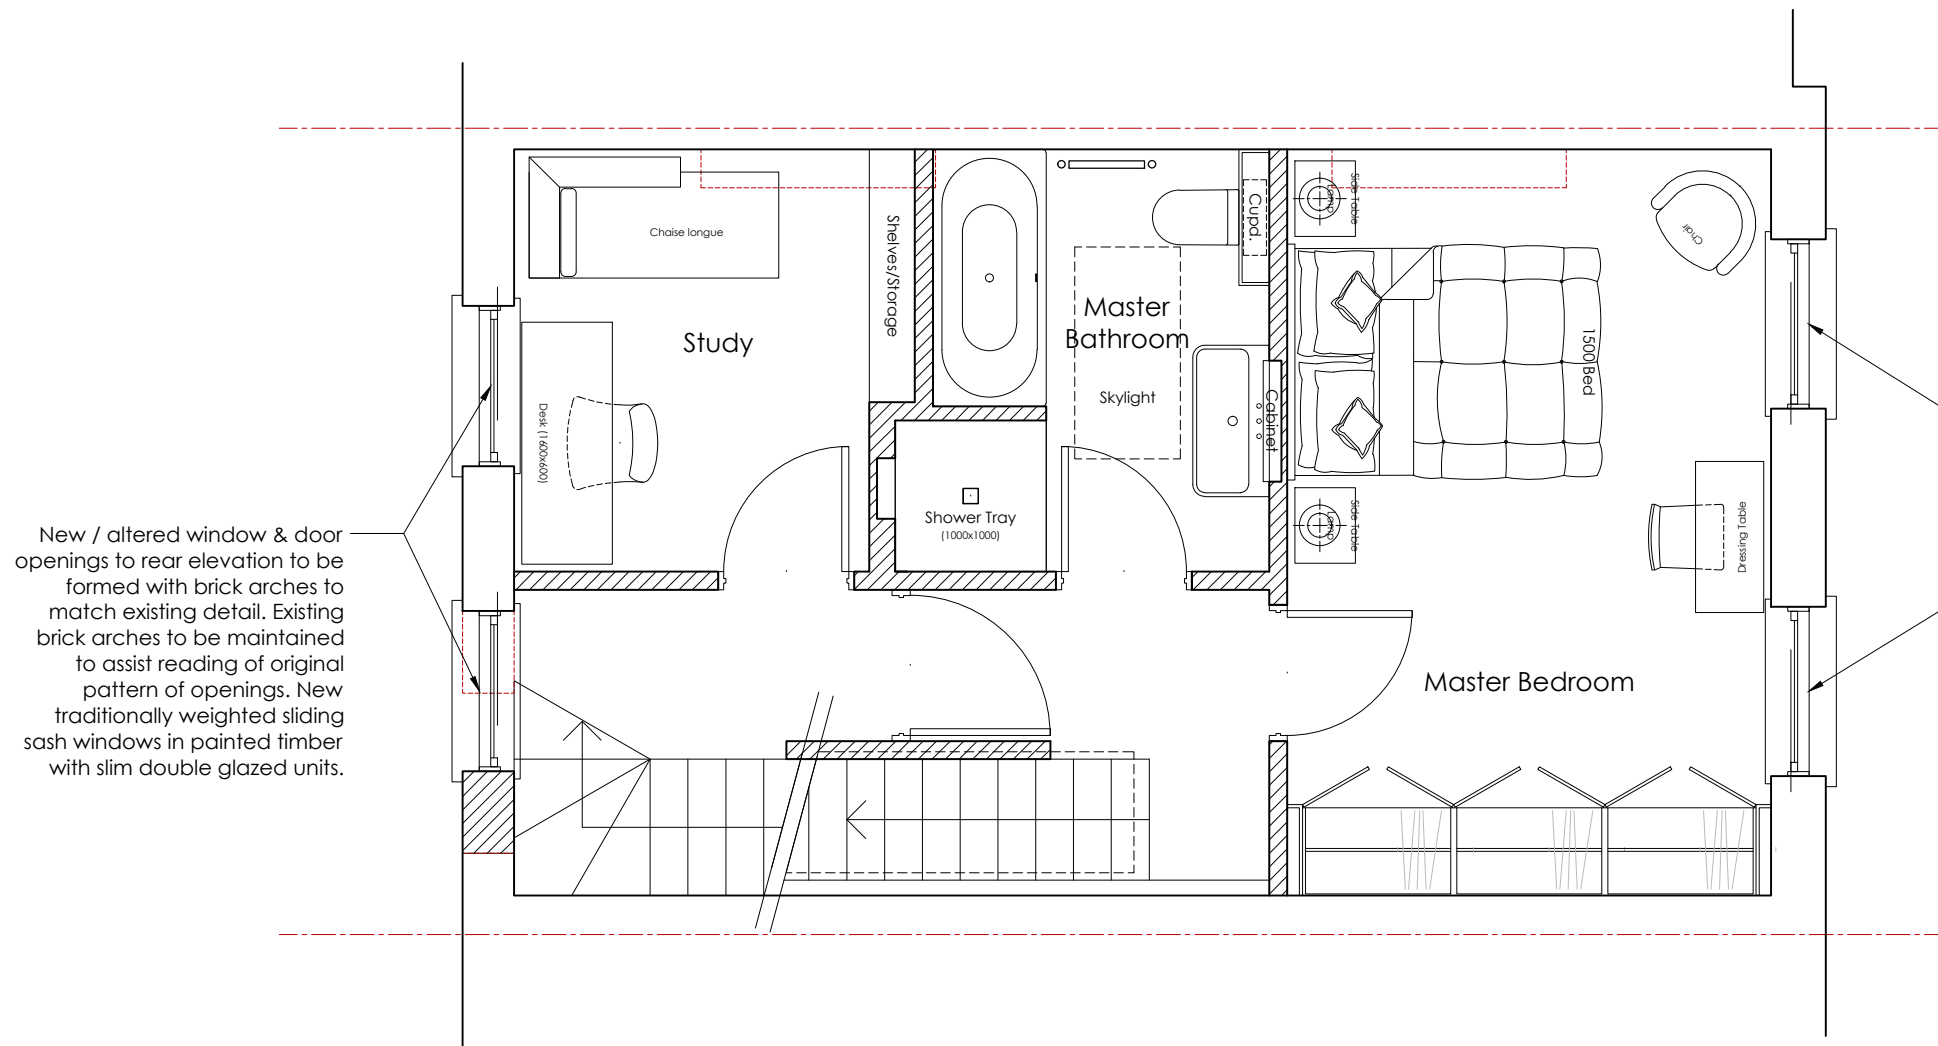 New / altered window & door
openings to rear elevation to be
formed with brick arches to
match existing detail. Existing
brick arches to be maintained
to assist reading of original
pattern of openings. New
traditionally weighted sliding
sash windows in painted timber
with slim double glazed units.
Chaise longue
Study
Desk (1600x600)
Shelves/Storage
Master
Bathroom
Skylight
Cupd.
Cabinet
Shower Tray
(1000x1000)
Side Table
Lamp
Chair
1500 Bed
Side Table
Lamp
Dressing Table
Master Bedroom